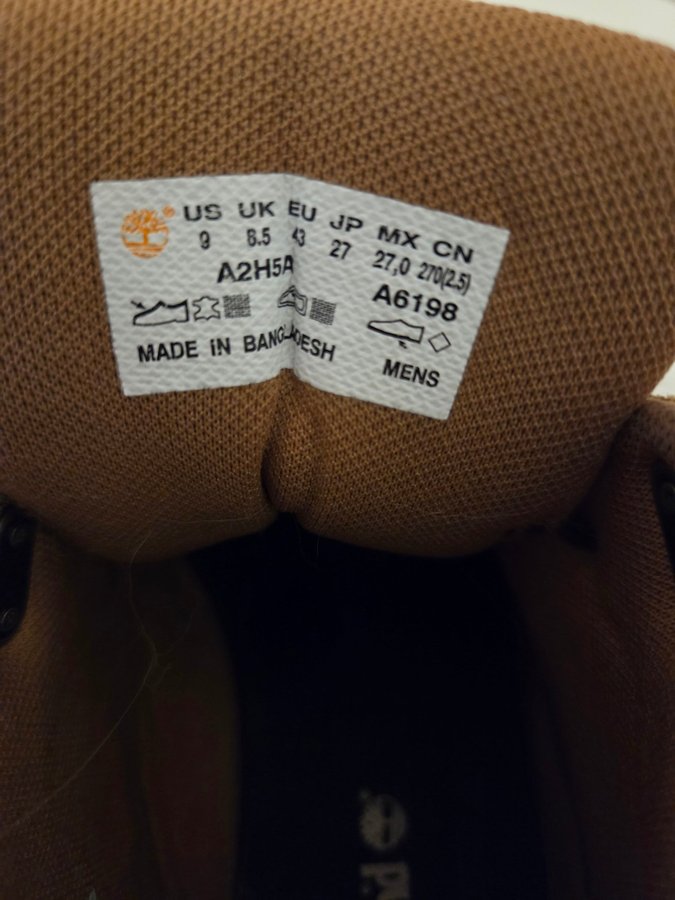 US UK EU JP MX CN
9 8.5 43 27 27,0 270(2.5)
A2H5A A6198
MADE IN BANGLADESH MENS